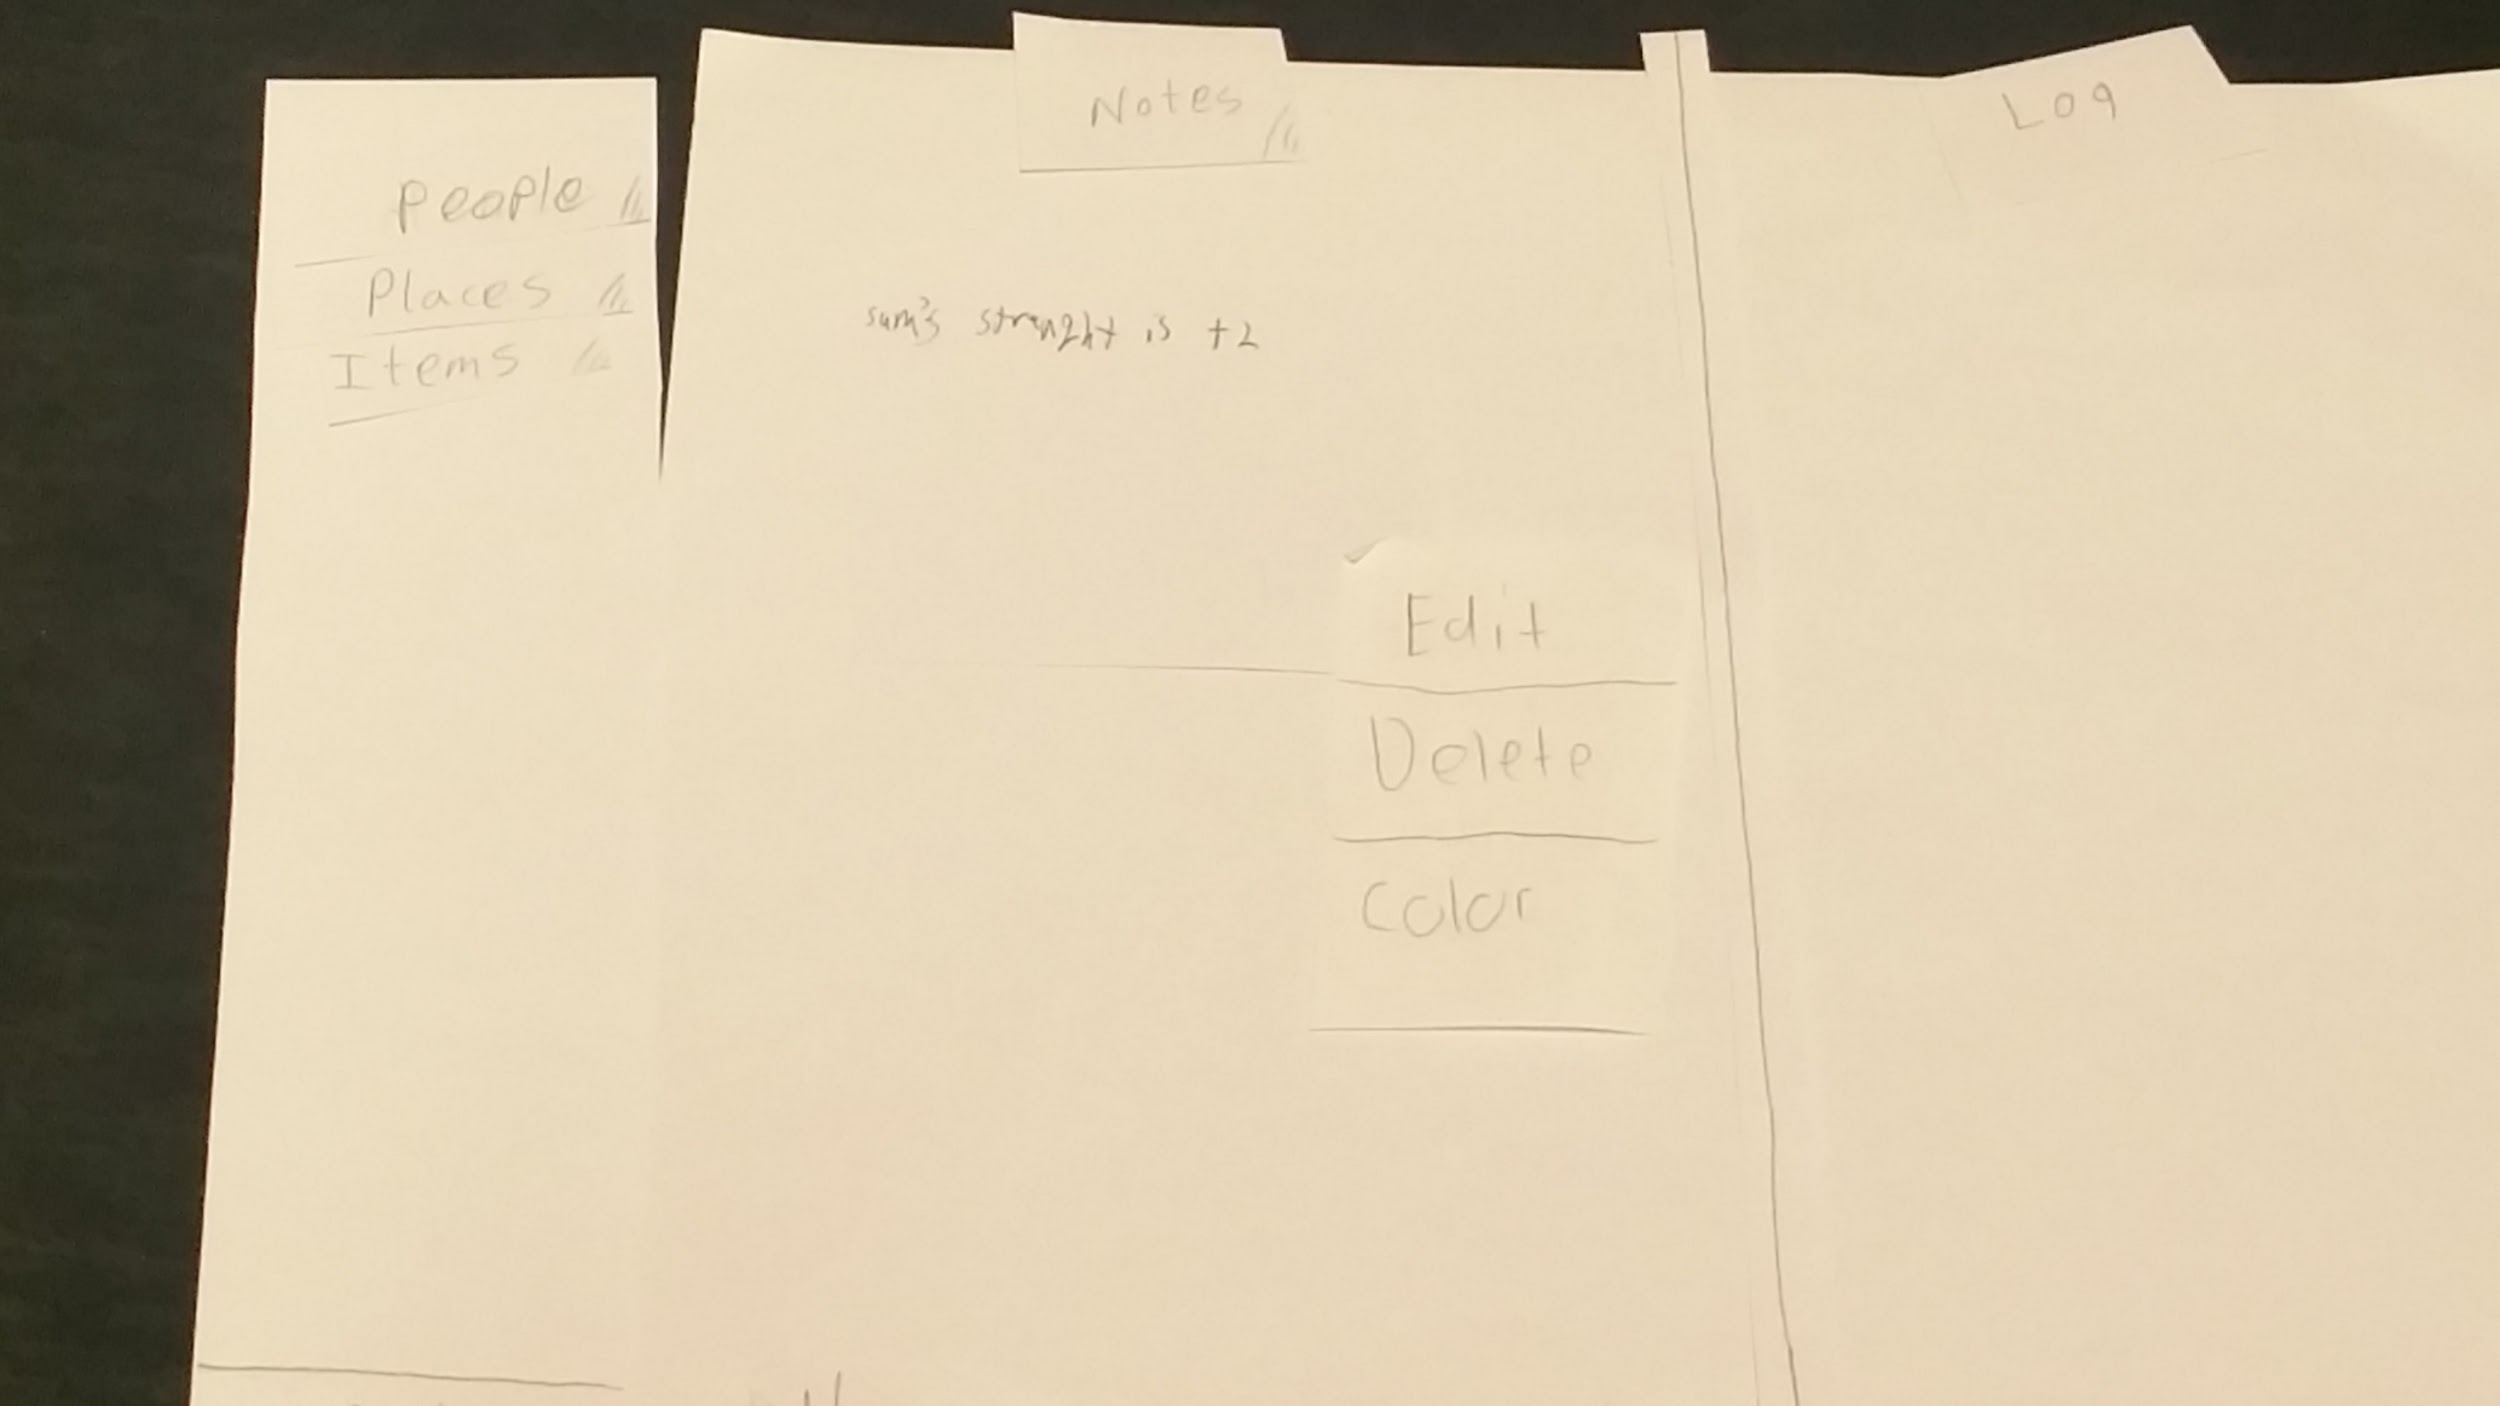 People
Places
Items
Notes
sam's strenght is +2
Edit
Delete
Color
Log